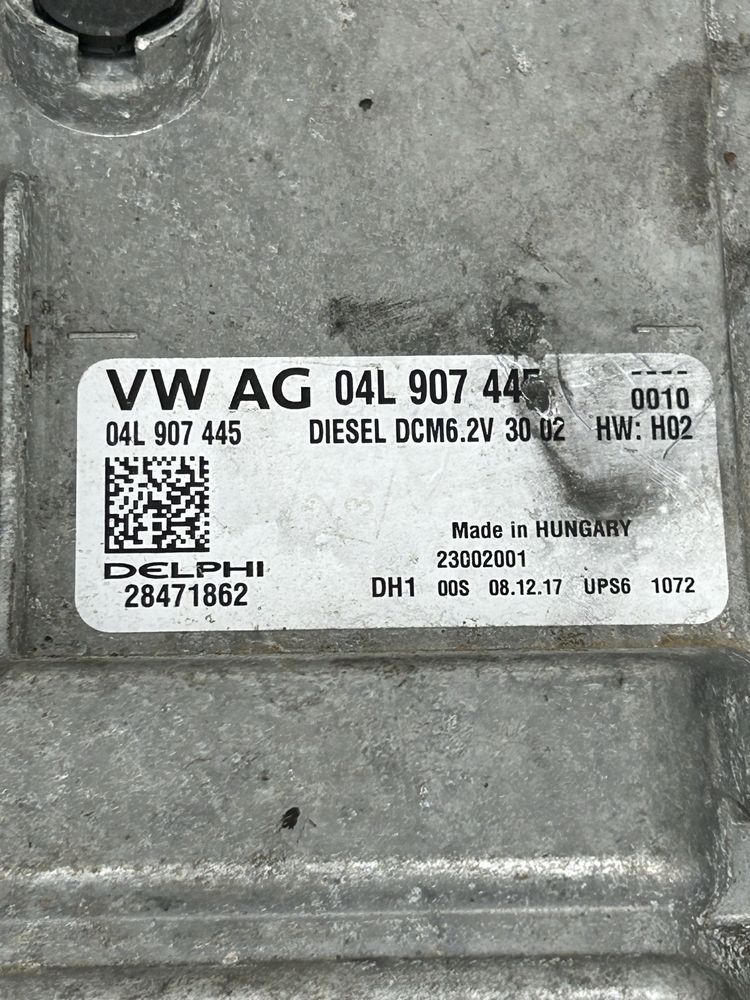 VW AG 04L 907 445 ----
0010
04L 907 445 DIESEL DCM6.2V 30 02 HW: H02
Made in HUNGARY
DELPHI 23G02001
28471862 DH1 00S 08.12.17 UPS6 1072